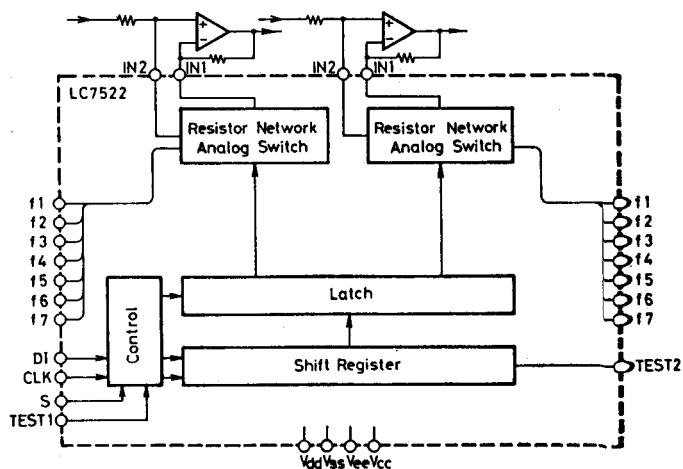 +
−
+
−
IN2
IN1
IN2
IN1
LC7522
Resistor Network
Analog Switch
Resistor Network
Analog Switch
f1
f2
f3
f4
f5
f6
f7
f1
f2
f3
f4
f5
f6
f7
Control
Latch
Shift Register
DI
CLK
S
TEST1
TEST2
Vdd Vss Vee Vcc